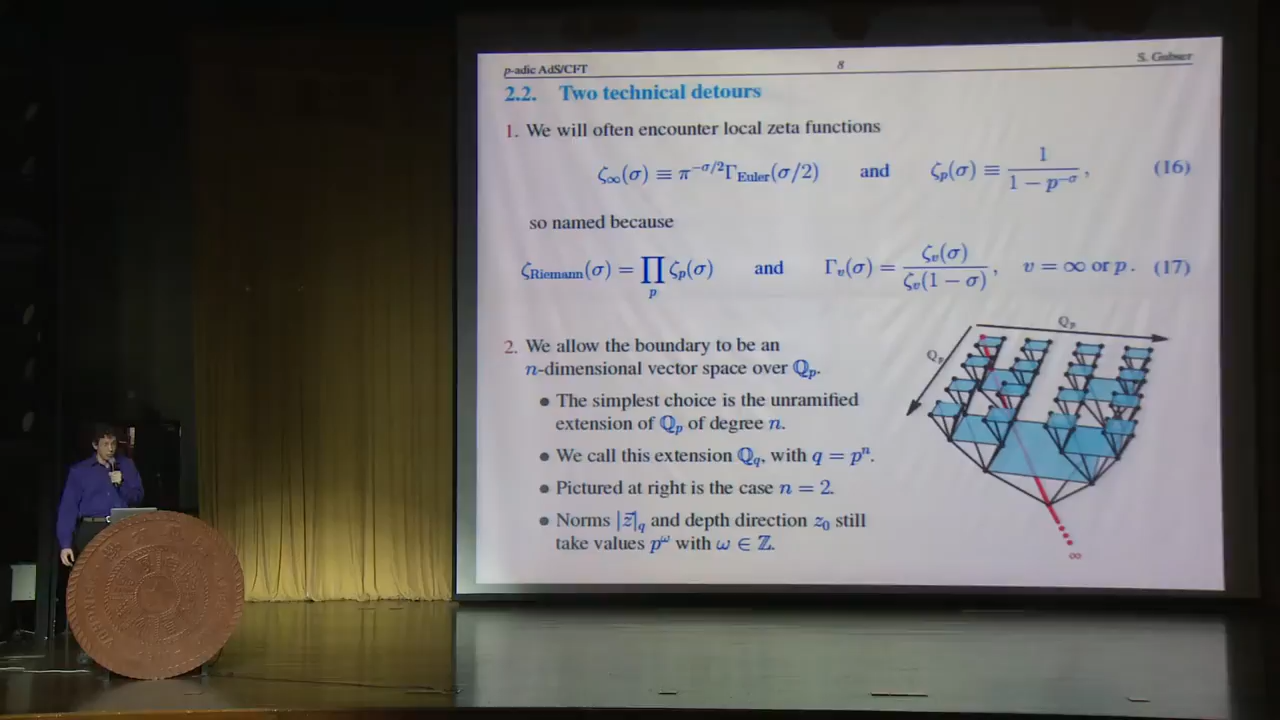 p-adic AdS/CFT 8 S. Gubser
2.2. Two technical detours
1. We will often encounter local zeta functions
ζ∞(σ) ≡ π^{−σ/2}Γ_{Euler}(σ/2) and ζ_p(σ) ≡ 1/(1 − p^{−σ}), (16)
so named because
ζ_{Riemann}(σ) = ∏_p ζ_p(σ) and Γ_v(σ) = ζ_v(σ)/ζ_v(1 − σ), v = ∞ or p. (17)
2. We allow the boundary to be an
n-dimensional vector space over ℚ_p.
• The simplest choice is the unramified
extension of ℚ_p of degree n.
• We call this extension ℚ_q, with q = p^n.
• Pictured at right is the case n = 2.
• Norms |z⃗|_q and depth direction z_0 still
take values p^ω with ω ∈ ℤ.
ℚ_p
ℚ_p
∞